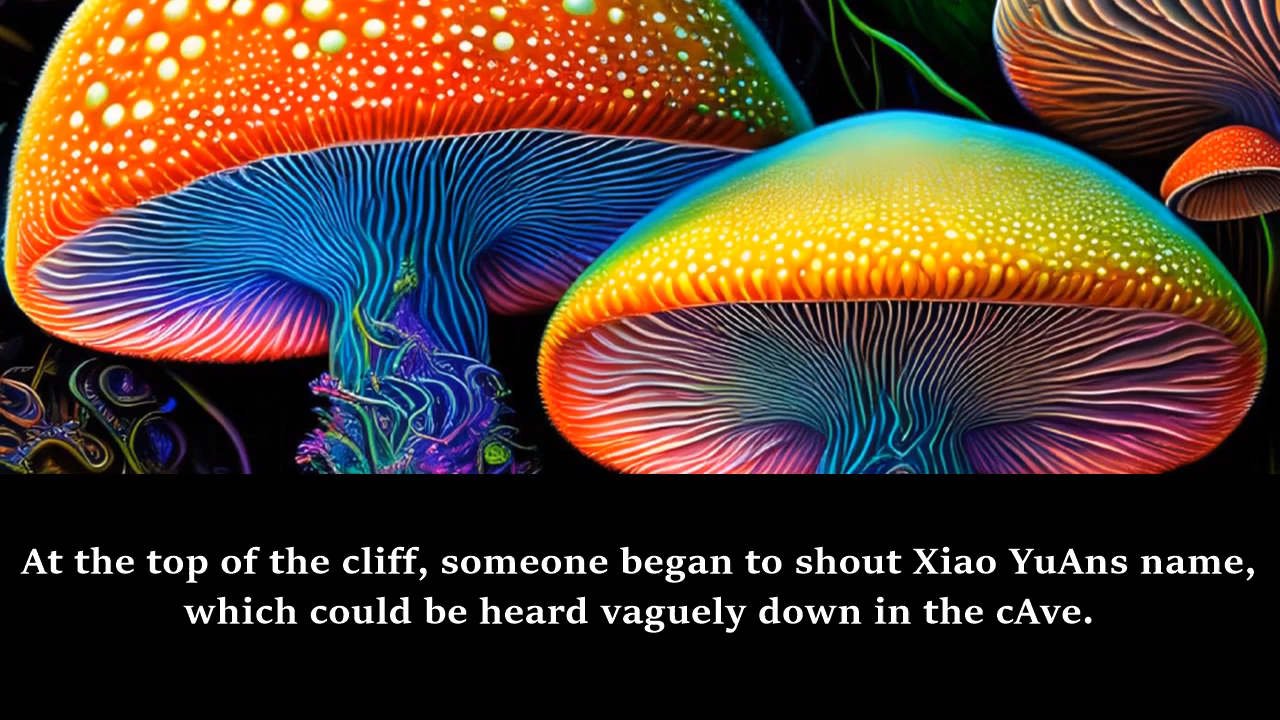 At the top of the cliff, someone began to shout Xiao YuAns name,
which could be heard vaguely down in the cAve.